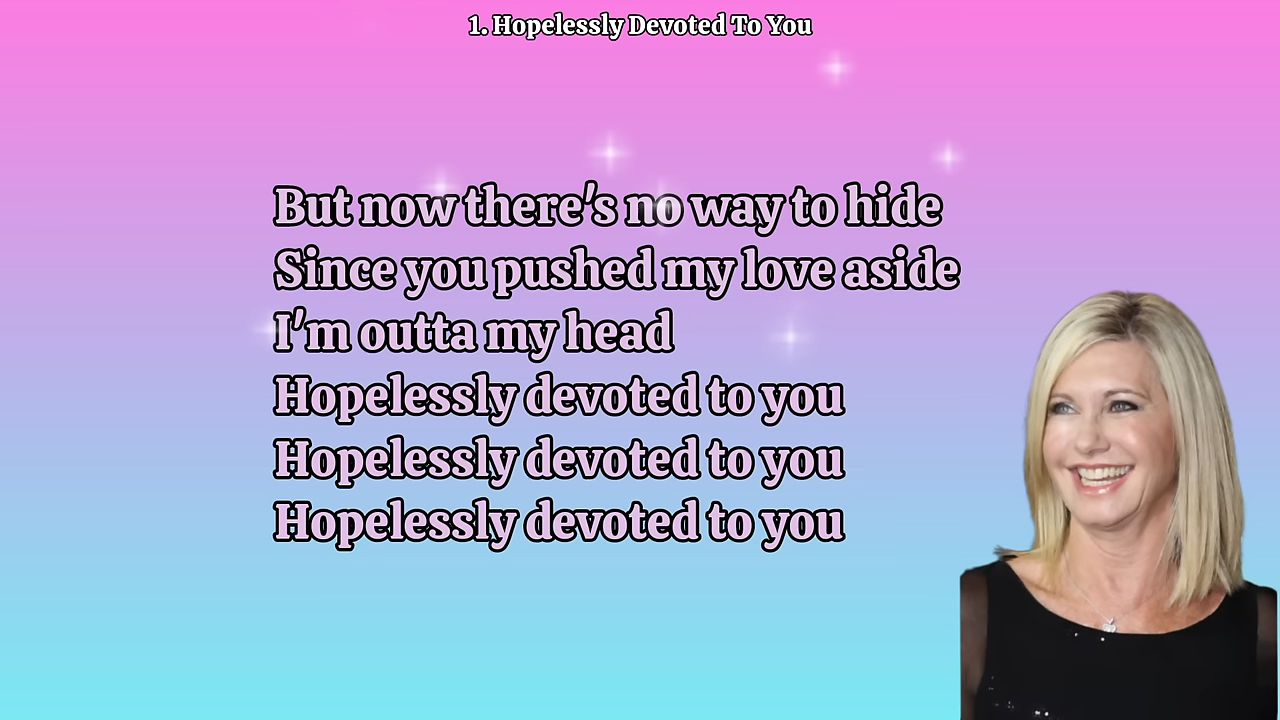 1. Hopelessly Devoted To You
But now there's no way to hide
Since you pushed my love aside
I'm outta my head
Hopelessly devoted to you
Hopelessly devoted to you
Hopelessly devoted to you